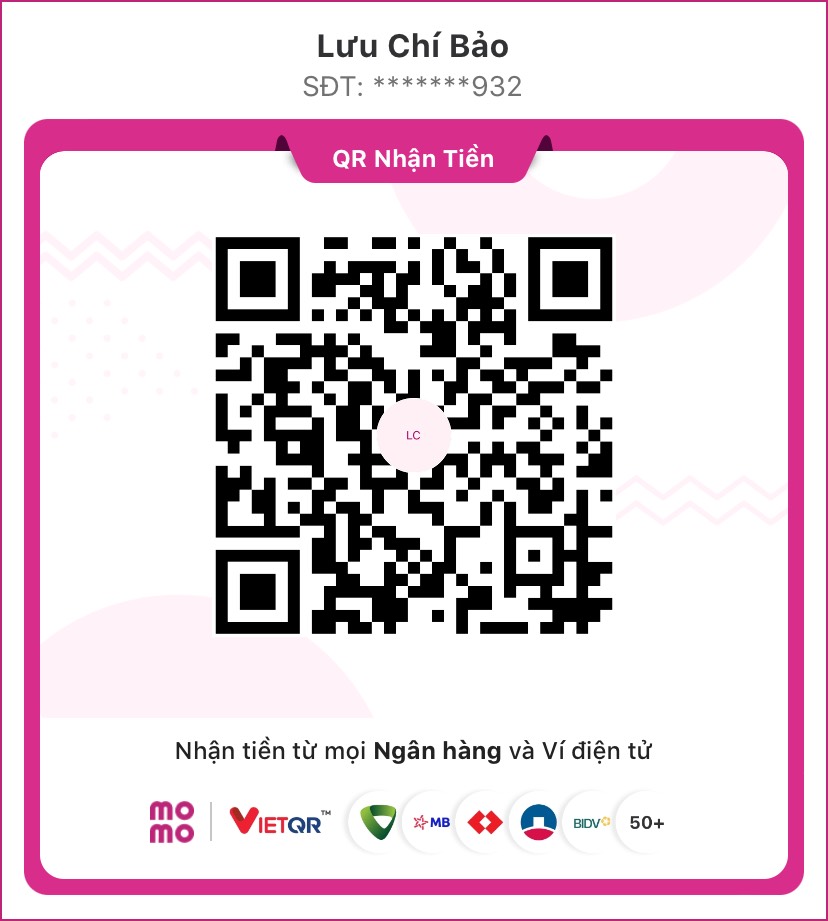 Lưu Chí Bảo
SĐT: *******932
QR Nhận Tiền
LC
Nhận tiền từ mọi Ngân hàng và Ví điện tử
mo
mo
VIETQR™
MB
BIDV
50+